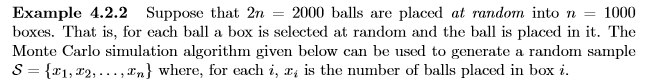 Example 4.2.2 Suppose that 2n = 2000 balls are placed at random into n = 1000
boxes. That is, for each ball a box is selected at random and the ball is placed in it. The
Monte Carlo simulation algorithm given below can be used to generate a random sample
S = {x₁, x₂, . . . , xₙ} where, for each i, xᵢ is the number of balls placed in box i.